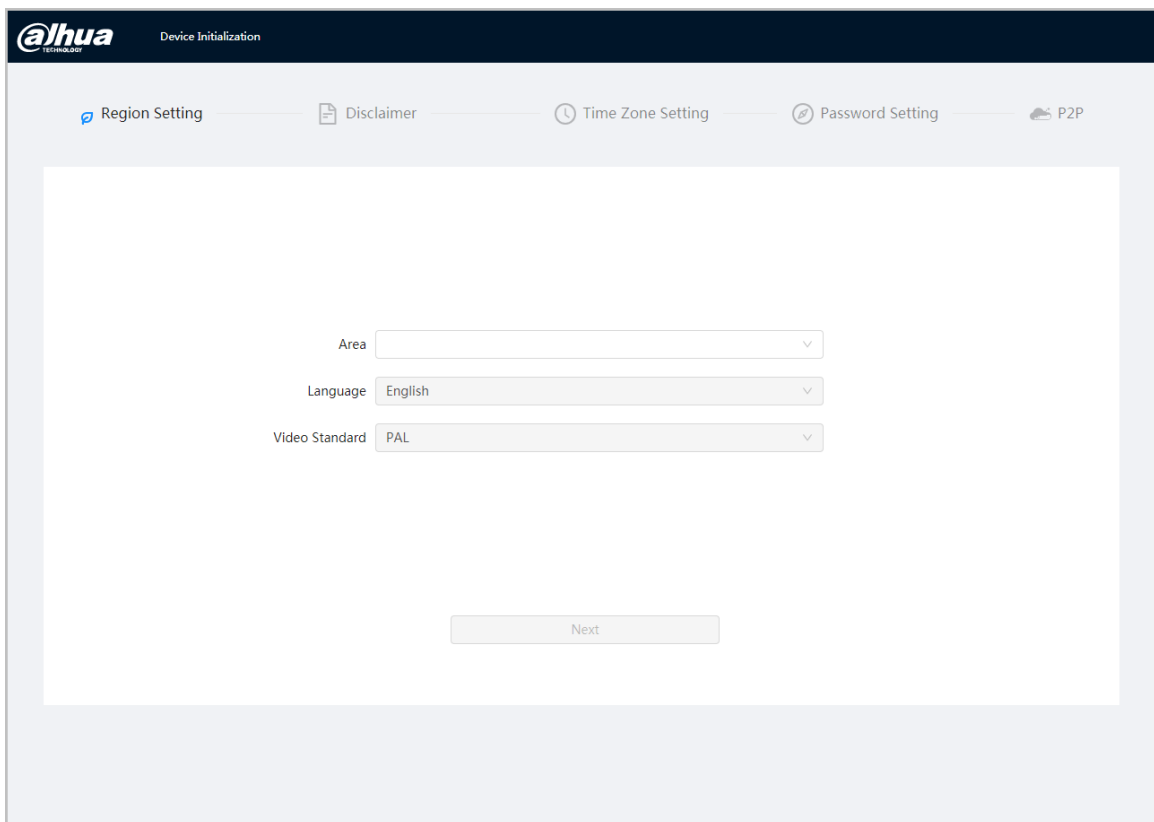 alhua
TECHNOLOGY
Device Initialization
Region Setting
Disclaimer
Time Zone Setting
Password Setting
P2P
Area
Language English
Video Standard PAL
Next